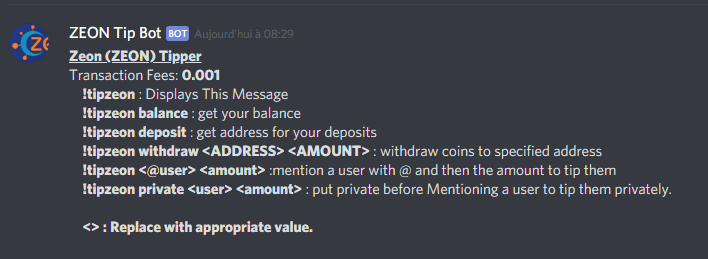 ZEON Tip Bot BOT Aujourd'hui à 08:29
Zeon (ZEON) Tipper
Transaction Fees: 0.001
!tipzeon : Displays This Message
!tipzeon balance : get your balance
!tipzeon deposit : get address for your deposits
!tipzeon withdraw <ADDRESS> <AMOUNT> : withdraw coins to specified address
!tipzeon <@user> <amount> :mention a user with @ and then the amount to tip them
!tipzeon private <user> <amount> : put private before Mentioning a user to tip them privately.
<> : Replace with appropriate value.